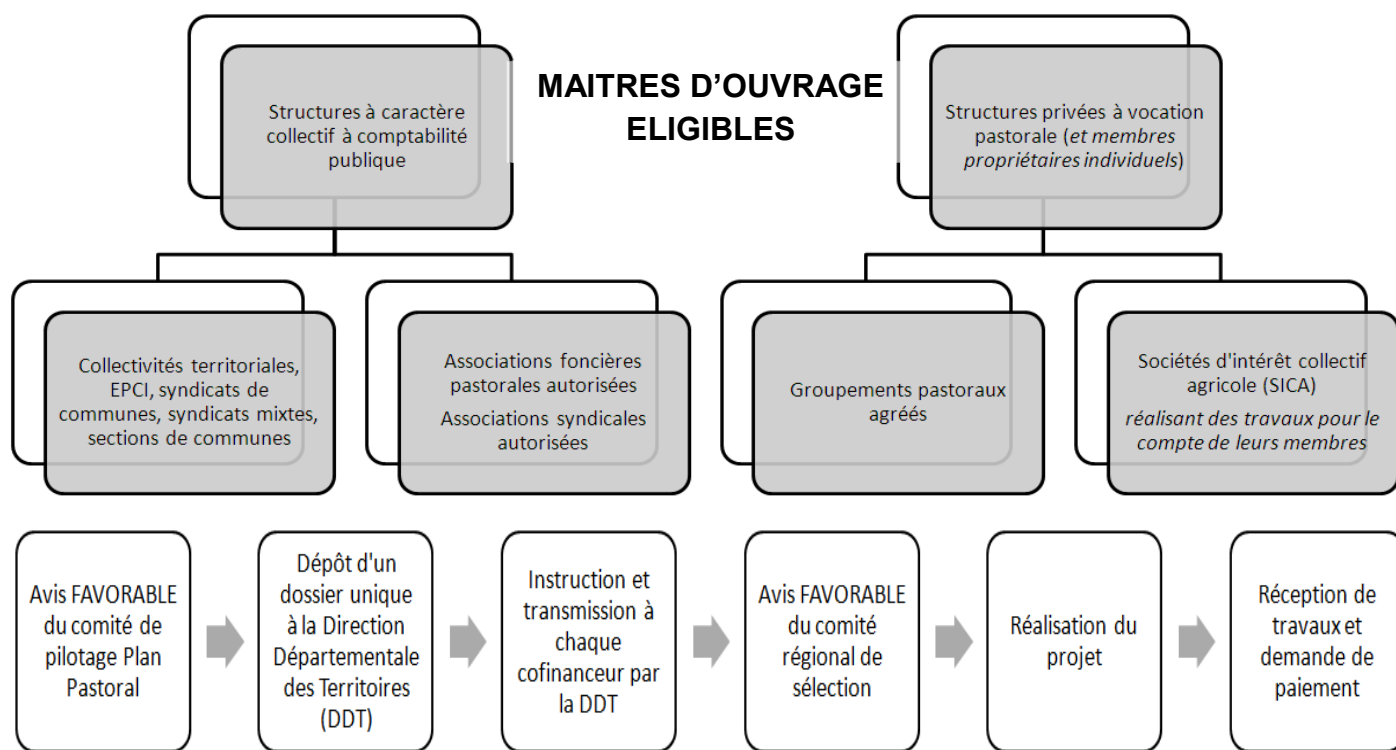 MAITRES D'OUVRAGE
ELIGIBLES
Structures à caractère
collectif à comptabilité
publique
Structures privées à vocation
pastorale (et membres
propriétaires individuels)
Collectivités territoriales,
EPCI, syndicats de
communes, syndicats mixtes,
sections de communes
Associations foncières
pastorales autorisées
Associations syndicales
autorisées
Groupements pastoraux
agréés
Sociétés d'intérêt collectif
agricole (SICA)
réalisant des travaux pour le
compte de leurs membres
Avis FAVORABLE
du comité de
pilotage Plan
Pastoral
Dépôt d'un
dossier unique
à la Direction
Départementale
des Territoires
(DDT)
Instruction et
transmission à
chaque
cofinanceur par
la DDT
Avis FAVORABLE
du comité
régional de
sélection
Réalisation du
projet
Réception de
travaux et
demande de
paiement